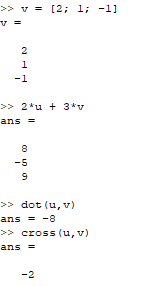 >> v = [2; 1; -1]
v =
2
1
-1
>> 2*u + 3*v
ans =
8
-5
9
>> dot(u,v)
ans = -8
>> cross(u,v)
ans =
-2